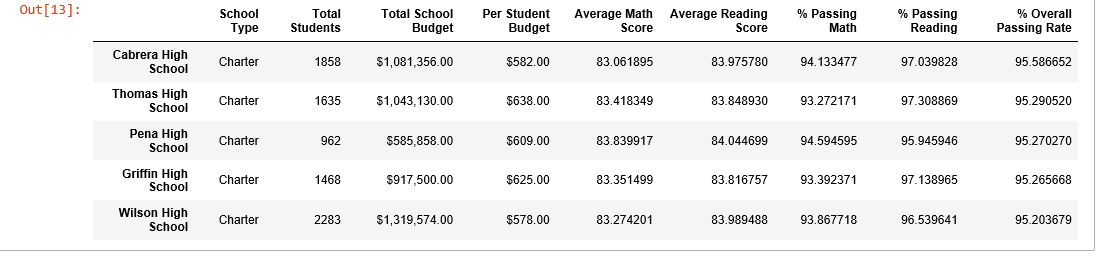 Out[13]:
School Type Total Students Total School Budget Per Student Budget Average Math Score Average Reading Score % Passing Math % Passing Reading % Overall Passing Rate
Cabrera High School Charter 1858 $1,081,356.00 $582.00 83.061895 83.975780 94.133477 97.039828 95.586652
Thomas High School Charter 1635 $1,043,130.00 $638.00 83.418349 83.848930 93.272171 97.308869 95.290520
Pena High School Charter 962 $585,858.00 $609.00 83.839917 84.044699 94.594595 95.945946 95.270270
Griffin High School Charter 1468 $917,500.00 $625.00 83.351499 83.816757 93.392371 97.138965 95.265668
Wilson High School Charter 2283 $1,319,574.00 $578.00 83.274201 83.989488 93.867718 96.539641 95.203679